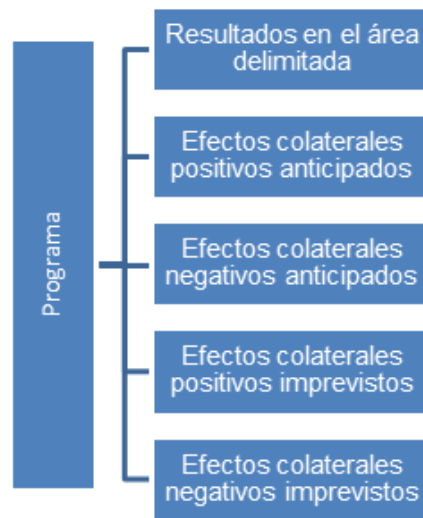 Programa
Resultados en el área
delimitada
Efectos colaterales
positivos anticipados
Efectos colaterales
negativos anticipados
Efectos colaterales
positivos imprevistos
Efectos colaterales
negativos imprevistos